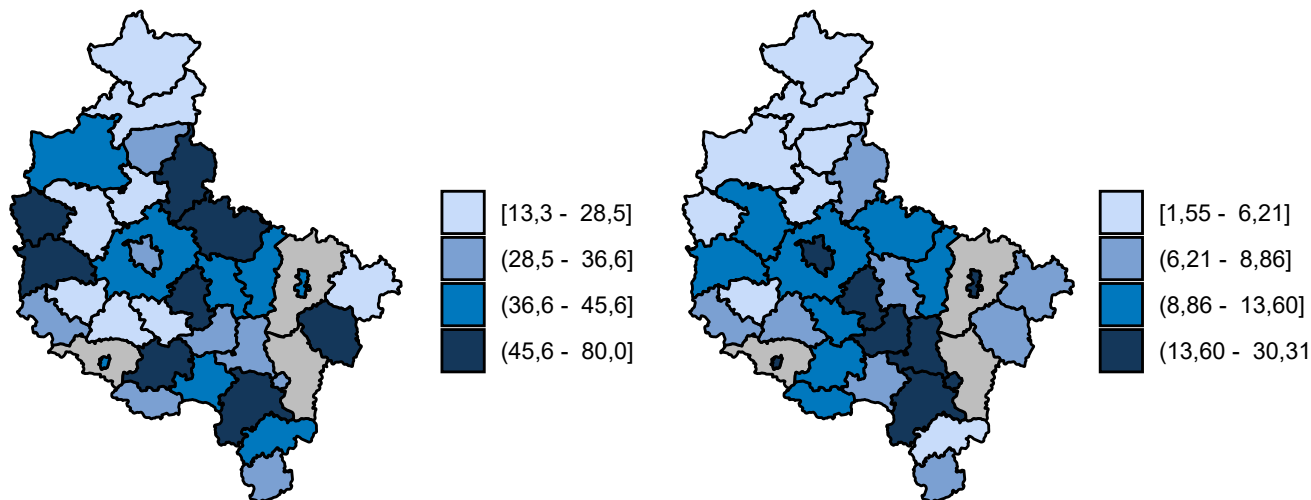 [13,3 - 28,5]
(28,5 - 36,6]
(36,6 - 45,6]
(45,6 - 80,0]
[1,55 - 6,21]
(6,21 - 8,86]
(8,86 - 13,60]
(13,60 - 30,31